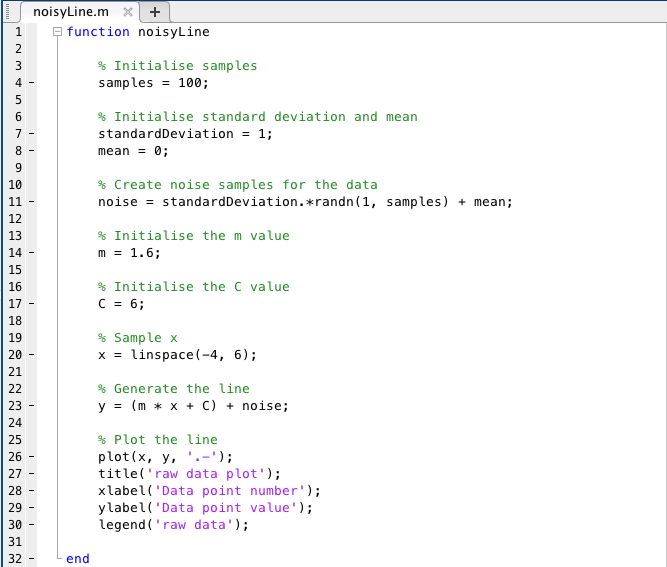 noisyLine.m × +
1 function noisyLine
2
3 % Initialise samples
4 - samples = 100;
5
6 % Initialise standard deviation and mean
7 - standardDeviation = 1;
8 - mean = 0;
9
10 % Create noise samples for the data
11 - noise = standardDeviation.*randn(1, samples) + mean;
12
13 % Initialise the m value
14 - m = 1.6;
15
16 % Initialise the C value
17 - C = 6;
18
19 % Sample x
20 - x = linspace(-4, 6);
21
22 % Generate the line
23 - y = (m * x + C) + noise;
24
25 % Plot the line
26 - plot(x, y, '.-');
27 - title('raw data plot');
28 - xlabel('Data point number');
29 - ylabel('Data point value');
30 - legend('raw data');
31
32 - end